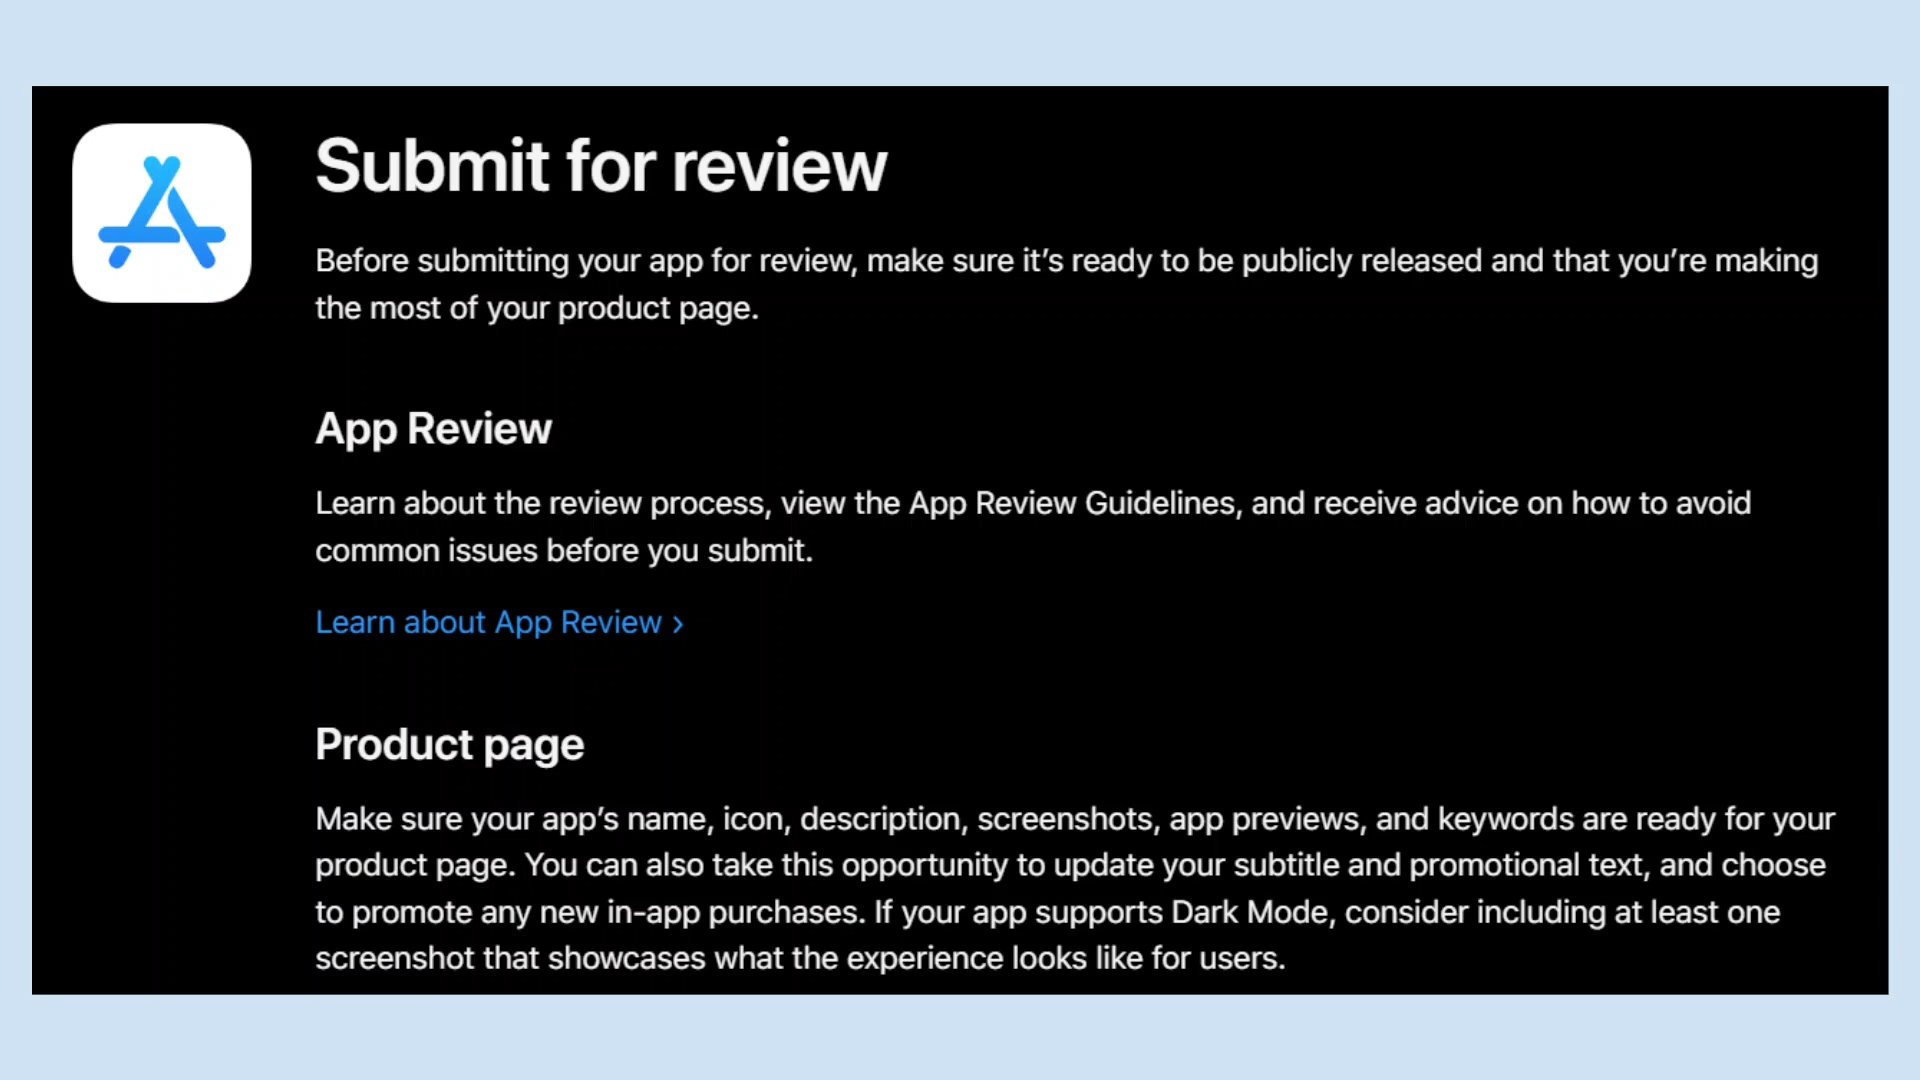 Submit for review
Before submitting your app for review, make sure it’s ready to be publicly released and that you’re making
the most of your product page.
App Review
Learn about the review process, view the App Review Guidelines, and receive advice on how to avoid
common issues before you submit.
Learn about App Review ›
Product page
Make sure your app’s name, icon, description, screenshots, app previews, and keywords are ready for your
product page. You can also take this opportunity to update your subtitle and promotional text, and choose
to promote any new in-app purchases. If your app supports Dark Mode, consider including at least one
screenshot that showcases what the experience looks like for users.